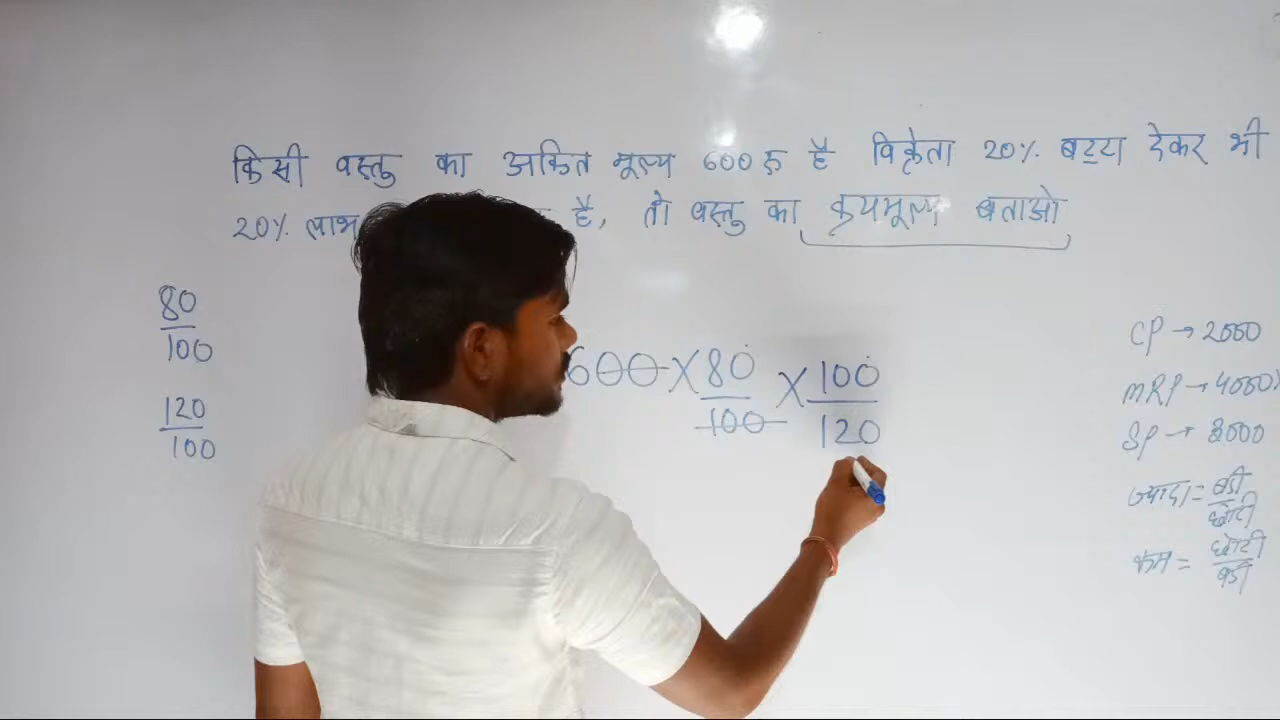 किसी वस्तु का अंकित मूल्य 600 रु है विक्रेता 20% बट्टा देकर भी
20% लाभ है, तो वस्तु का क्रयमूल्य बताओ
80
100
120
100
600 × 80/100 × 100/120
CP → 2000
MRP → 4000
SP → 3000
ज्यादा = बडी/छोटी
कम = छोटी/बडी